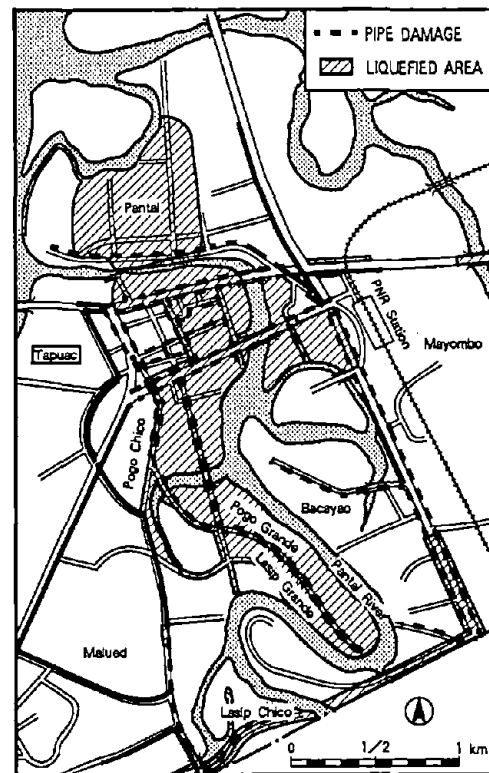 PIPE DAMAGE
LIQUEFIED AREA
Pantal
PNR Station
Mayombo
Tapuac
Pogo Chico
Bacayao
Pogo Grande
Pantal River
Lasip Grande
Malued
Lasip Chico
0 1/2 1 km